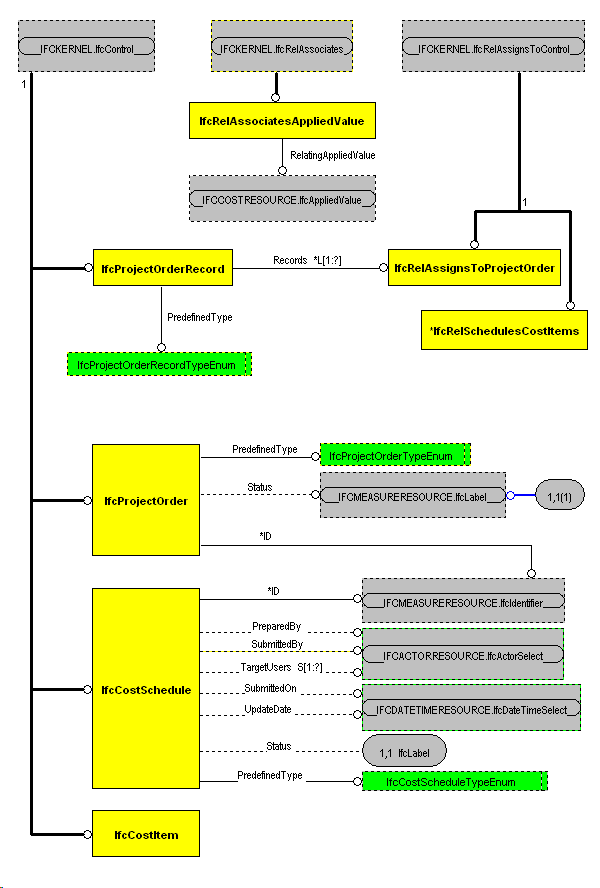 IFCKERNEL.IfcControl
IFCKERNEL.IfcRelAssociates
IFCKERNEL.IfcRelAssignsToControl
1
IfcRelAssociatesAppliedValue
RelatingAppliedValue
IFCCOSTRESOURCE.IfcAppliedValue
1
IfcProjectOrderRecord
Records *L[1:?]
IfcRelAssignsToProjectOrder
PredefinedType
*IfcRelSchedulesCostItems
IfcProjectOrderRecordTypeEnum
IfcProjectOrder
PredefinedType
IfcProjectOrderTypeEnum
Status
IFCMEASURERESOURCE.IfcLabel
1,1(1)
*ID
IfcCostSchedule
*ID
IFCMEASURERESOURCE.IfcIdentifier
PreparedBy
SubmittedBy
IFCACTORRESOURCE.IfcActorSelect
TargetUsers S[1:?]
SubmittedOn
UpdateDate
IFCDATETIMERESOURCE.IfcDateTimeSelect
Status
1,1 IfcLabel
PredefinedType
IfcCostScheduleTypeEnum
IfcCostItem